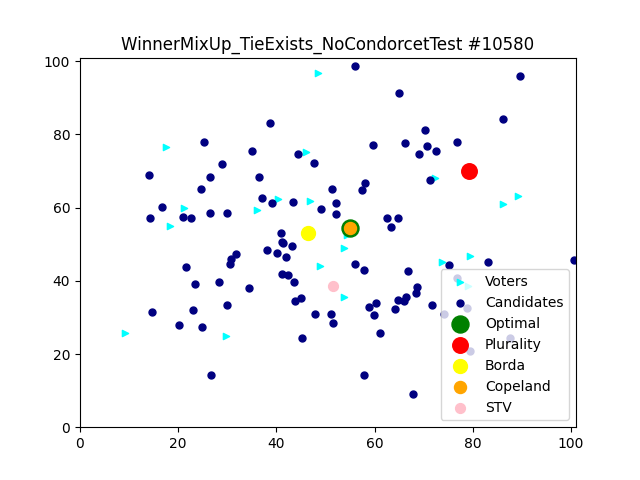 WinnerMixUp_TieExists_NoCondorcetTest #10580
100
80
60
40
20
0
0
20
40
60
80
100
Voters
Candidates
Optimal
Plurality
Borda
Copeland
STV